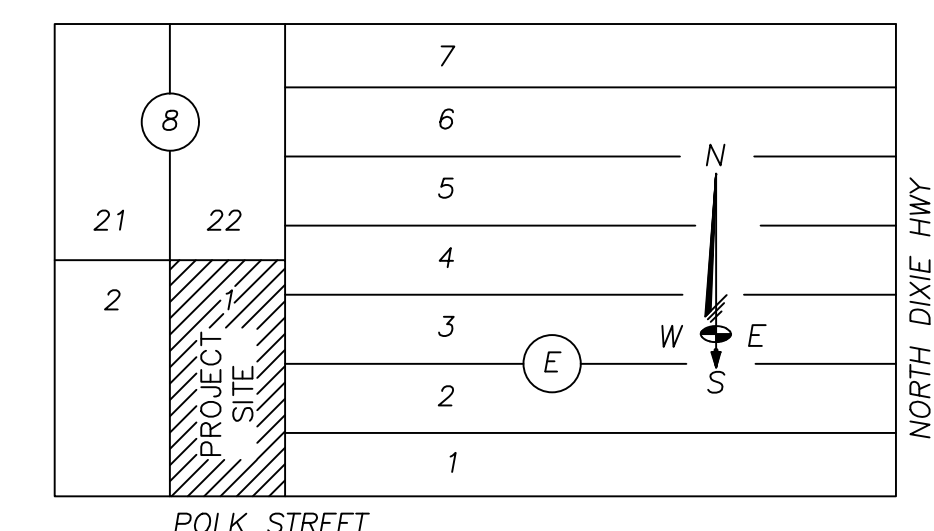 7
8
6
N
5
21 22
4
2 1
3
W E
PROJECT
SITE
E
S
2
1
NORTH DIXIE HWY
POLK STREET